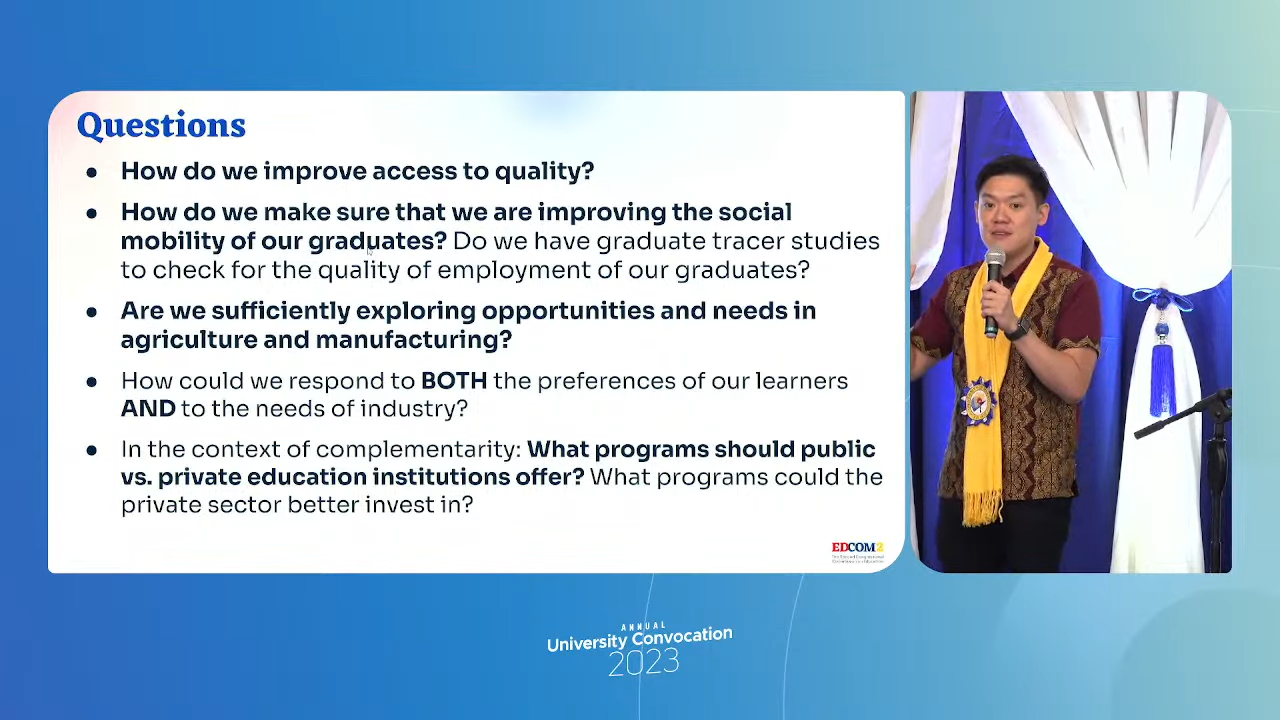 Questions
● How do we improve access to quality?
● How do we make sure that we are improving the social
mobility of our graduates? Do we have graduate tracer studies
to check for the quality of employment of our graduates?
● Are we sufficiently exploring opportunities and needs in
agriculture and manufacturing?
● How could we respond to BOTH the preferences of our learners
AND to the needs of industry?
● In the context of complementarity: What programs should public
vs. private education institutions offer? What programs could the
private sector better invest in?
EDCOM2
ANNUAL
University Convocation
2023